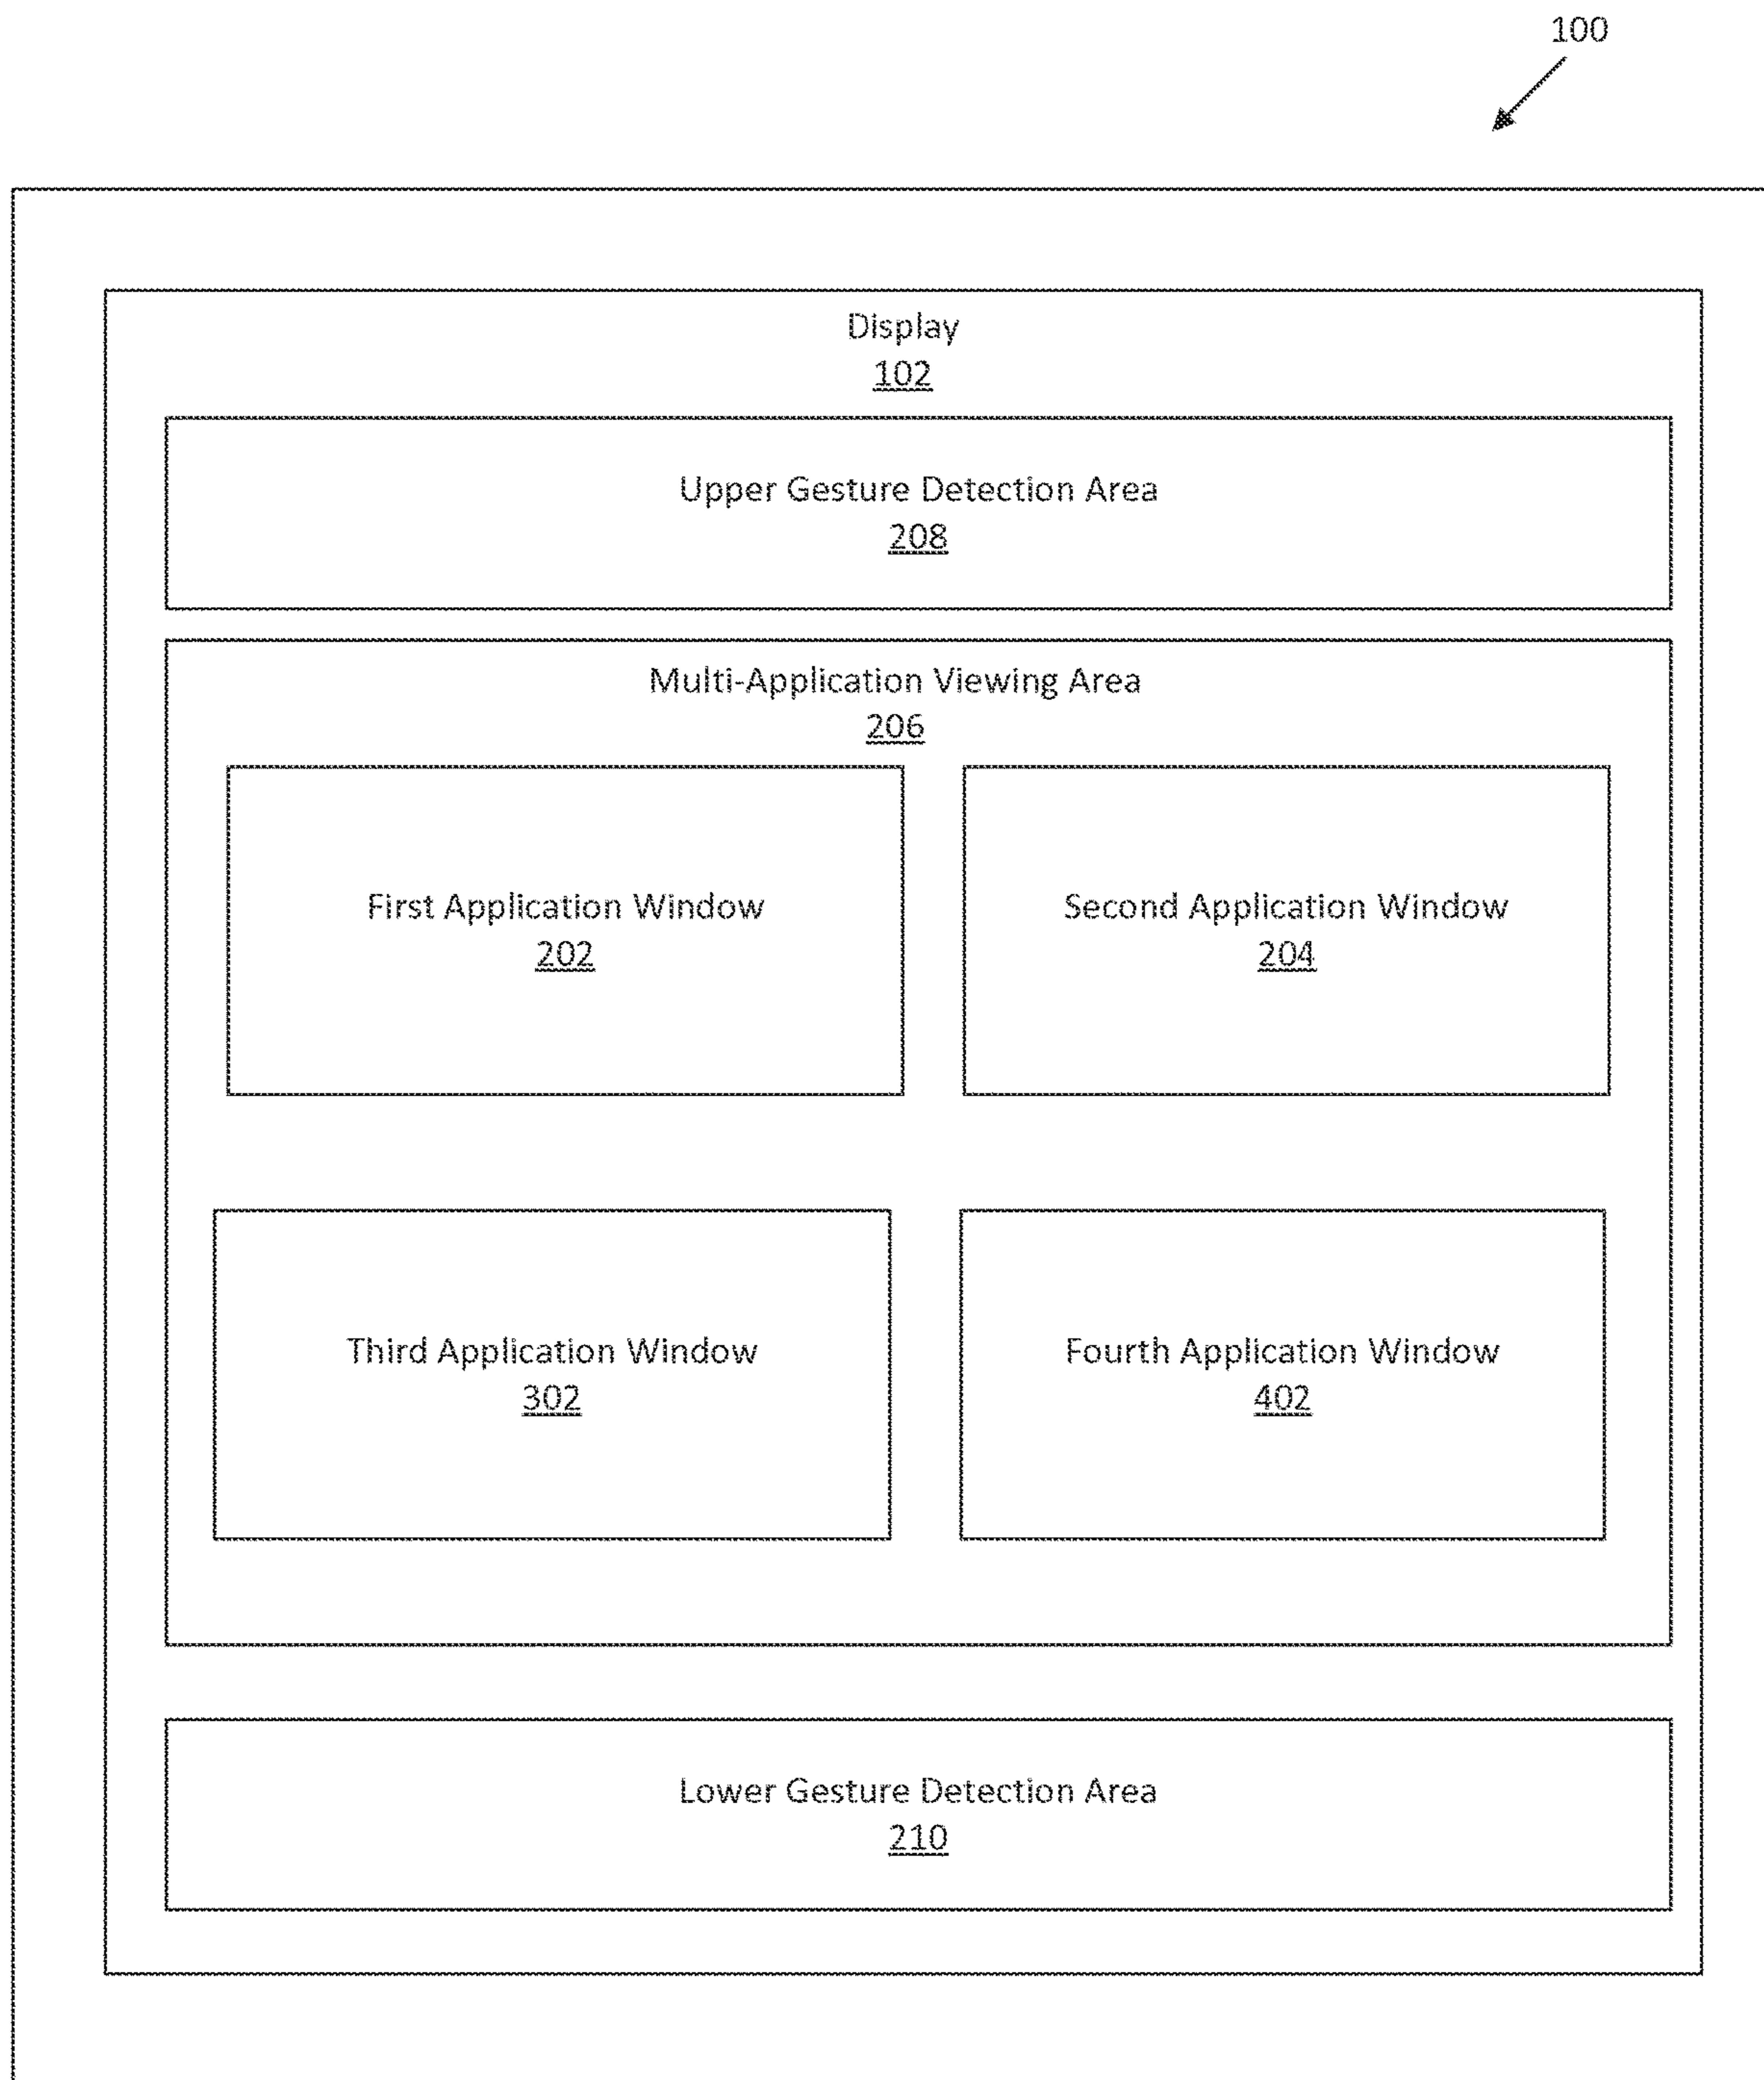 100
Display
102
Upper Gesture Detection Area
208
Multi-Application Viewing Area
206
First Application Window
202
Second Application Window
204
Third Application Window
302
Fourth Application Window
402
Lower Gesture Detection Area
210